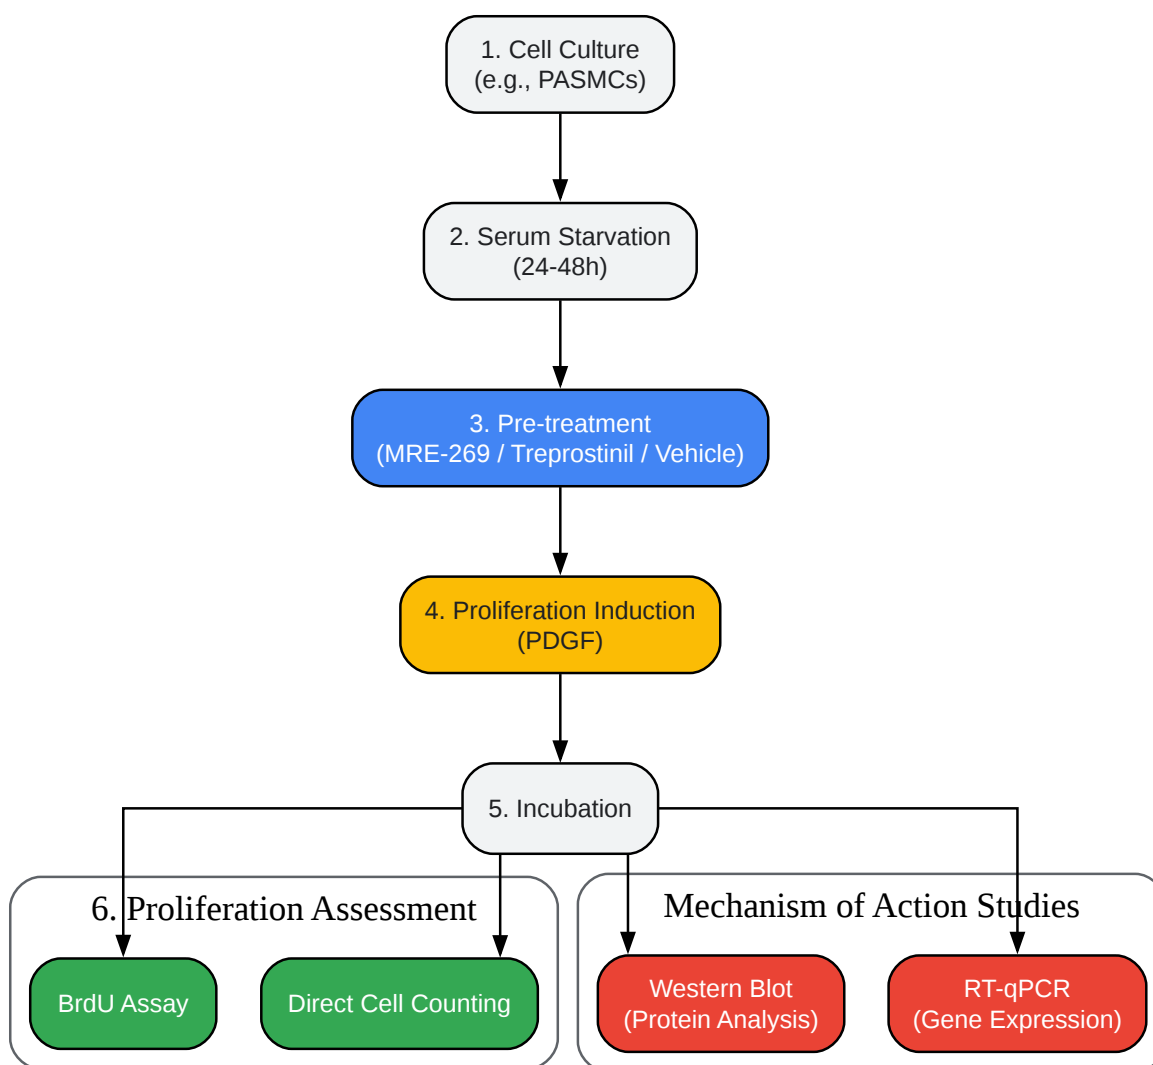 1. Cell Culture
(e.g., PASMCs)
2. Serum Starvation
(24-48h)
3. Pre-treatment
(MRE-269 / Treprostinil / Vehicle)
4. Proliferation Induction
(PDGF)
5. Incubation
6. Proliferation Assessment
BrdU Assay
Direct Cell Counting
Mechanism of Action Studies
Western Blot
(Protein Analysis)
RT-qPCR
(Gene Expression)